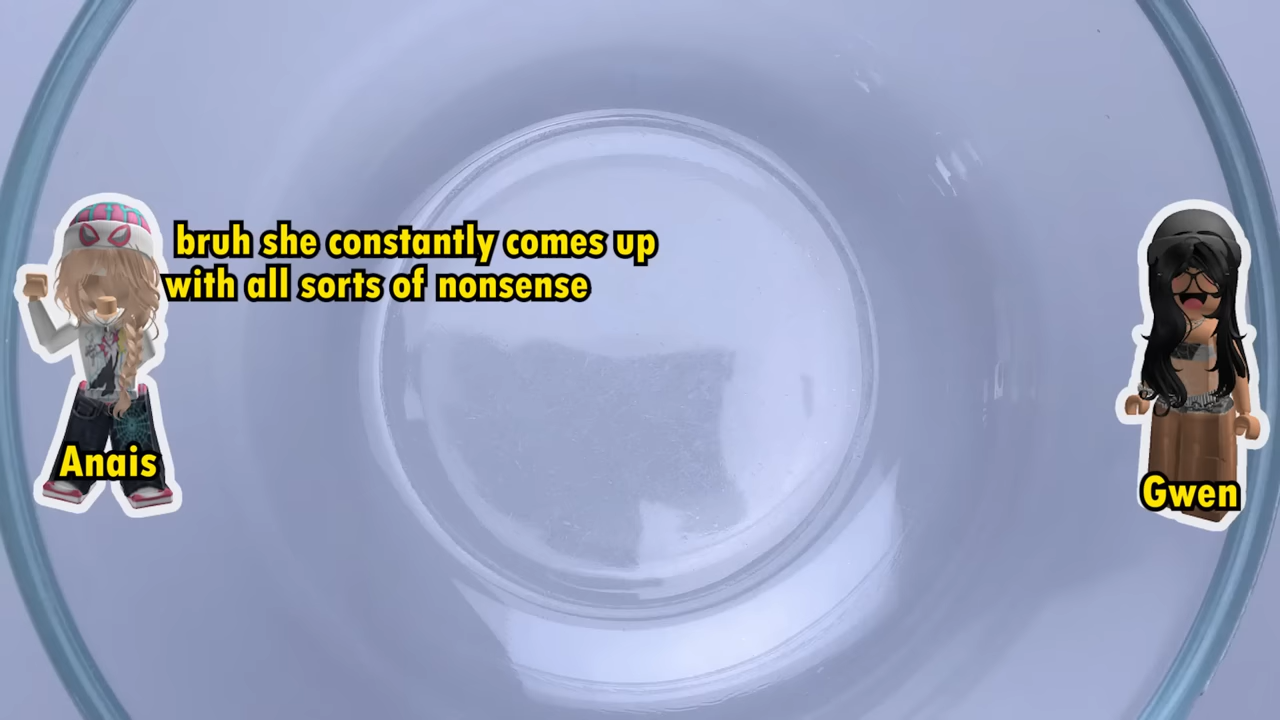 bruh she constantly comes up
with all sorts of nonsense
Anais
Gwen